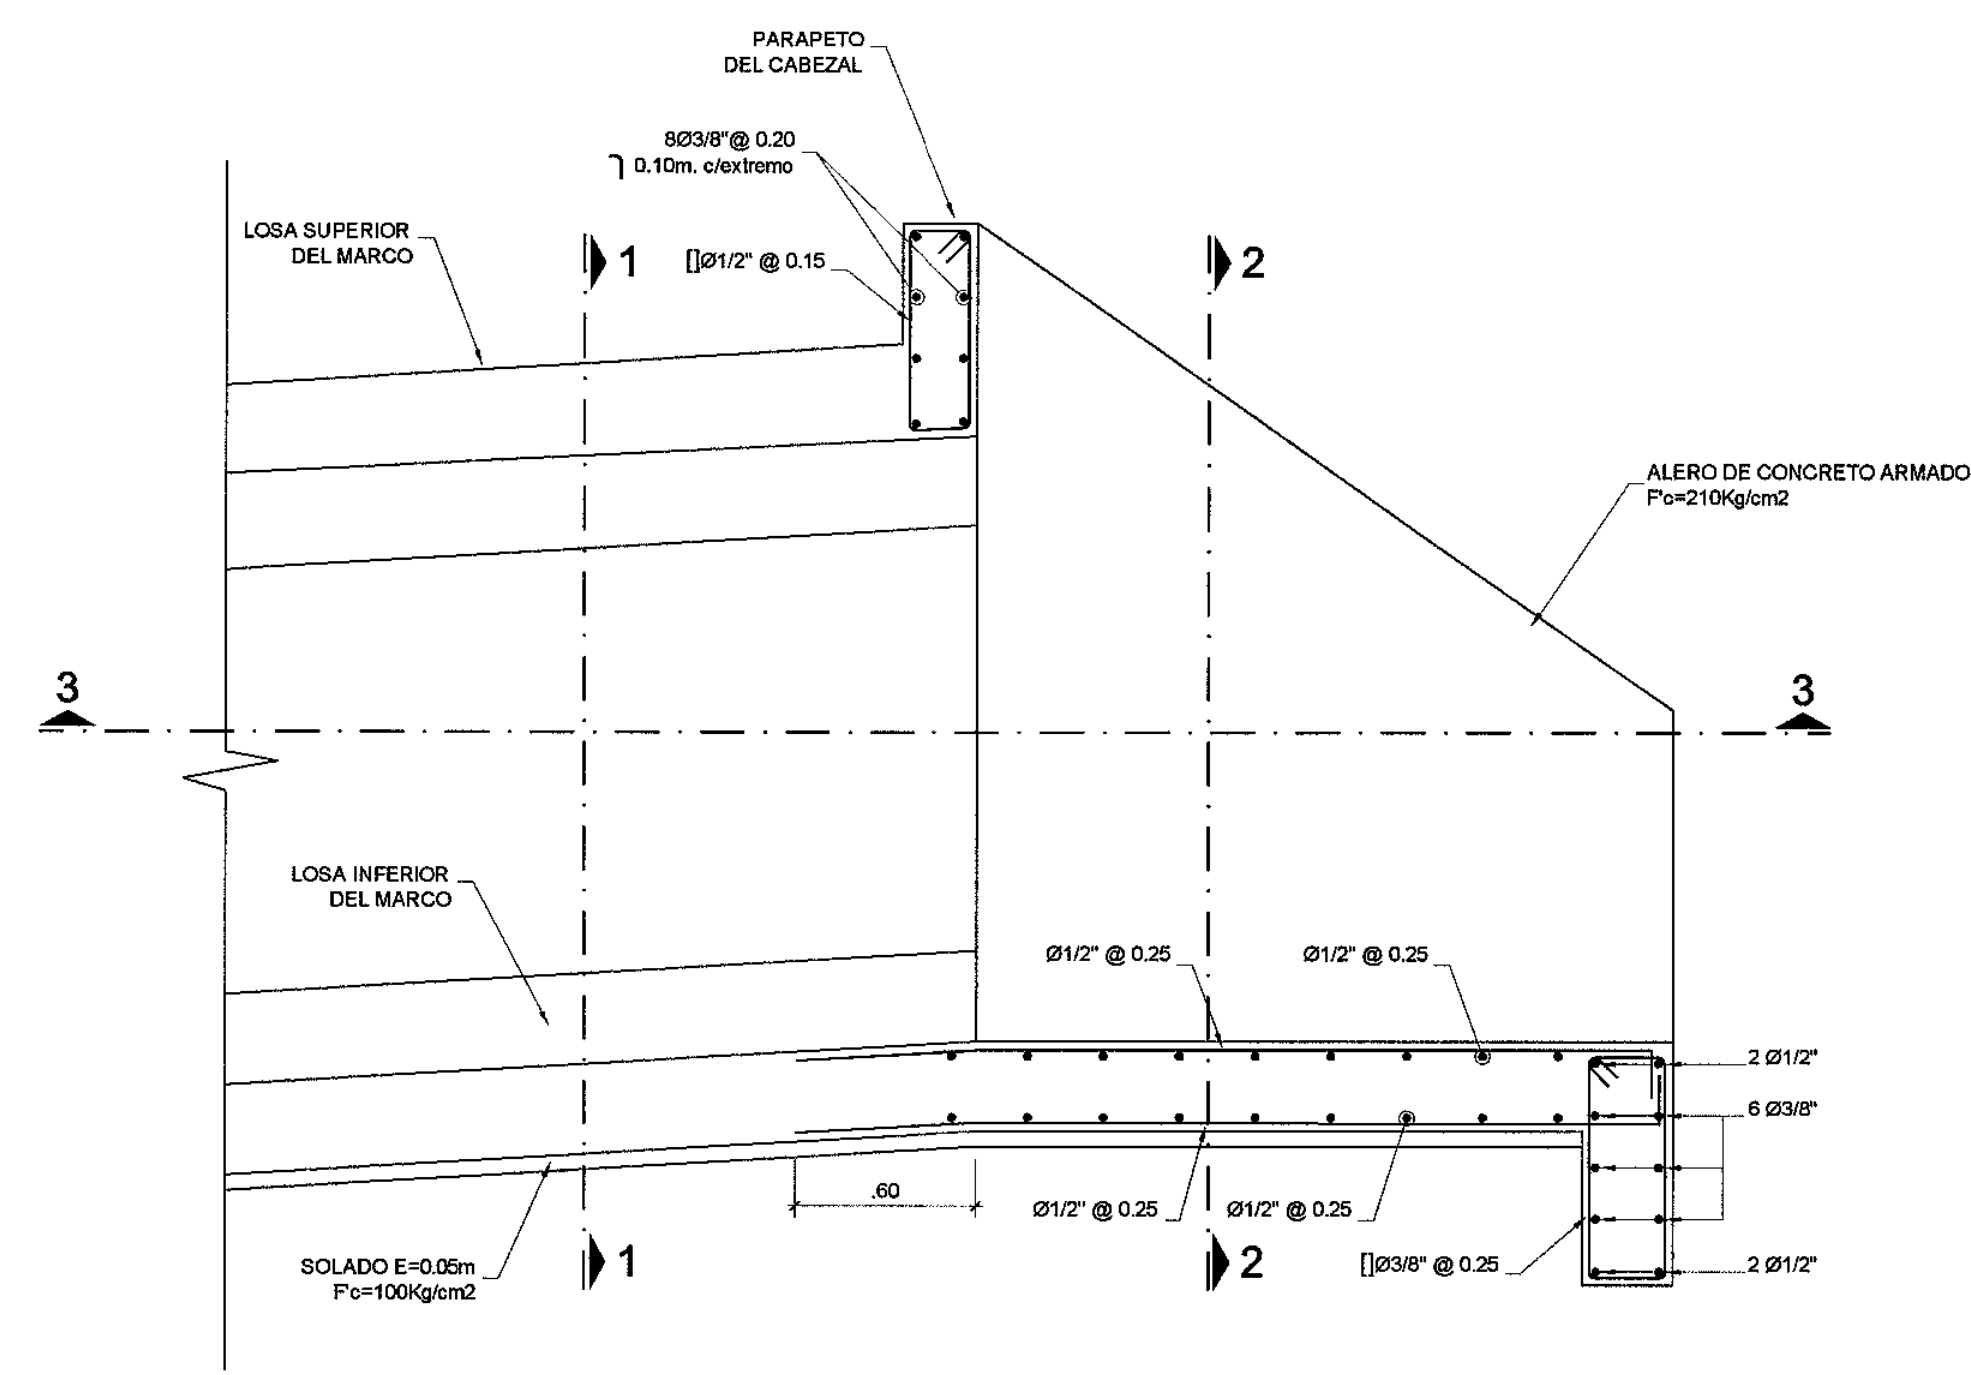 PARAPETO
DEL CABEZAL
8Ø3/8"@ 0.20
0.10m. c/extremo
LOSA SUPERIOR
DEL MARCO
[]Ø1/2" @ 0.15
1
2
ALERO DE CONCRETO ARMADO
F'c=210Kg/cm2
3
3
LOSA INFERIOR
DEL MARCO
Ø1/2" @ 0.25
Ø1/2" @ 0.25
2 Ø1/2"
6 Ø3/8"
.60
Ø1/2" @ 0.25
Ø1/2" @ 0.25
[]Ø3/8" @ 0.25
2 Ø1/2"
SOLADO E=0.05m
F'c=100Kg/cm2
1
2